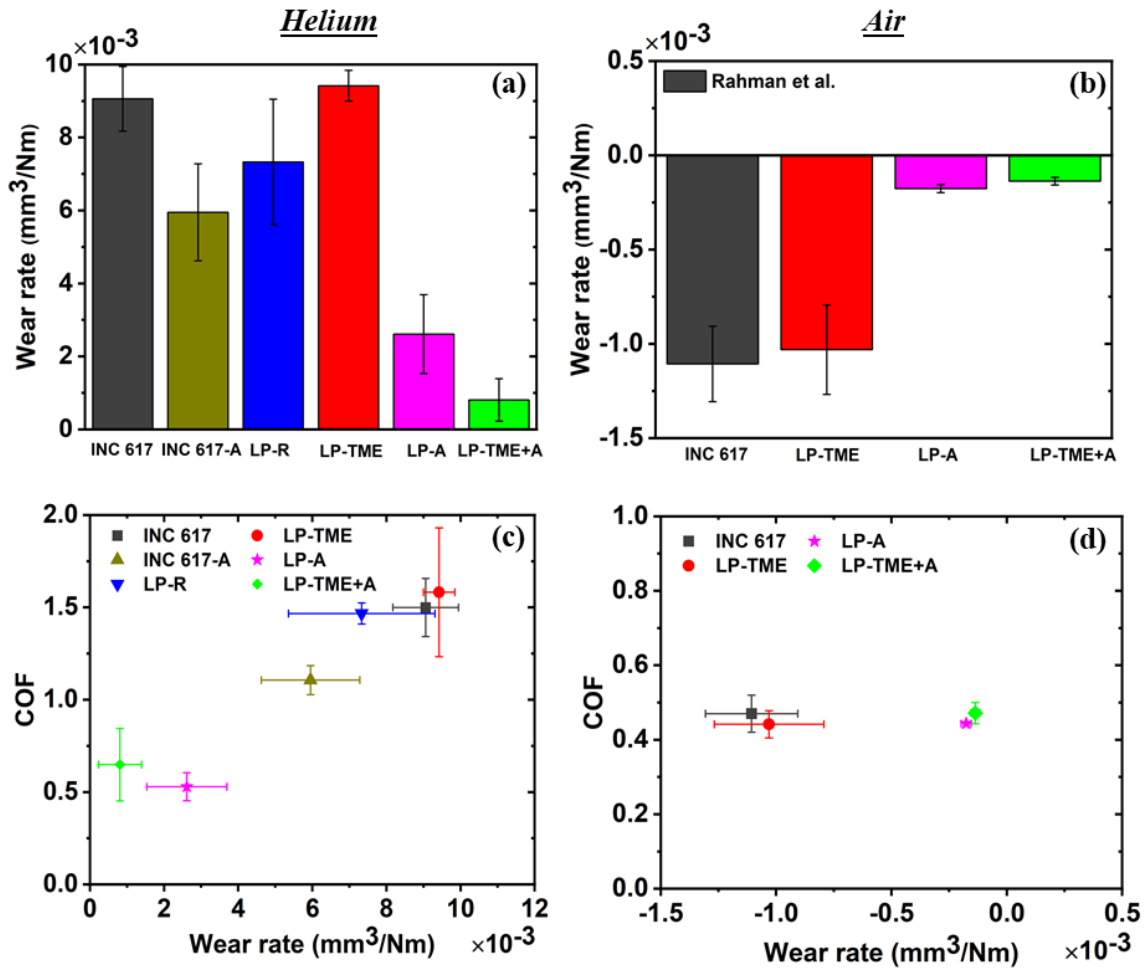 Helium
Air
×10⁻³
(a)
10
8
6
4
2
0
Wear rate (mm³/Nm)
INC 617 INC 617-A LP-R LP-TME LP-A LP-TME+A
×10⁻³
Rahman et al.
(b)
0.5
0.0
-0.5
-1.0
-1.5
Wear rate (mm³/Nm)
INC 617 LP-TME LP-A LP-TME+A
INC 617 LP-TME
INC 617-A LP-A
LP-R LP-TME+A
(c)
2.0
1.5
1.0
0.5
0.0
COF
0 2 4 6 8 10 12
Wear rate (mm³/Nm) ×10⁻³
INC 617 LP-A
LP-TME LP-TME+A
(d)
1.0
0.8
0.6
0.4
0.2
0.0
COF
-1.5 -1.0 -0.5 0.0 0.5
Wear rate (mm³/Nm) ×10⁻³